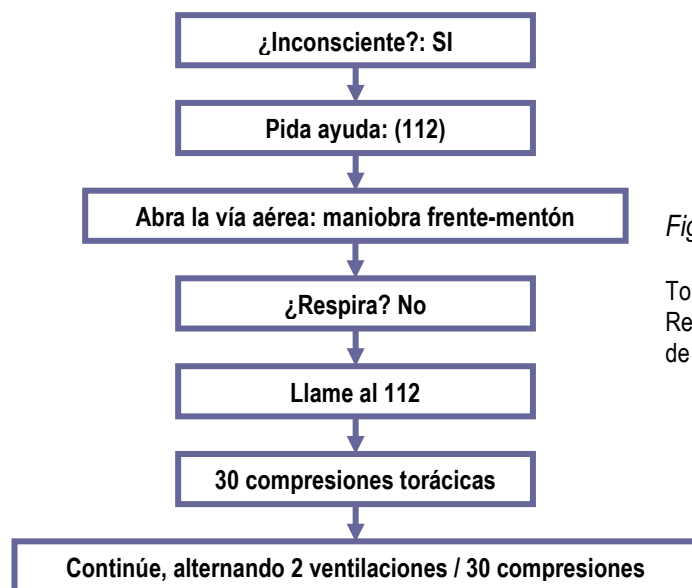 ¿Inconsciente?: SI
Pida ayuda: (112)
Abra la vía aérea: maniobra frente-mentón
¿Respira? No
Llame al 112
30 compresiones torácicas
Continúe, alternando 2 ventilaciones / 30 compresiones
de